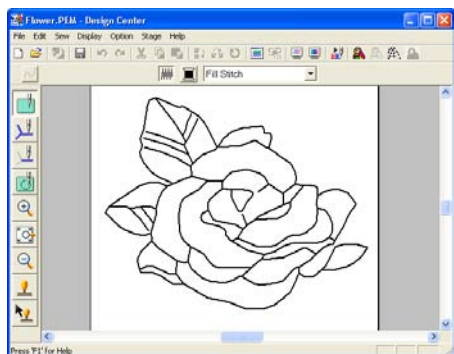 Flower.PEM - Design Center
File Edit Sew Display Option Stage Help
Fill Stitch
Press 'F1' for Help